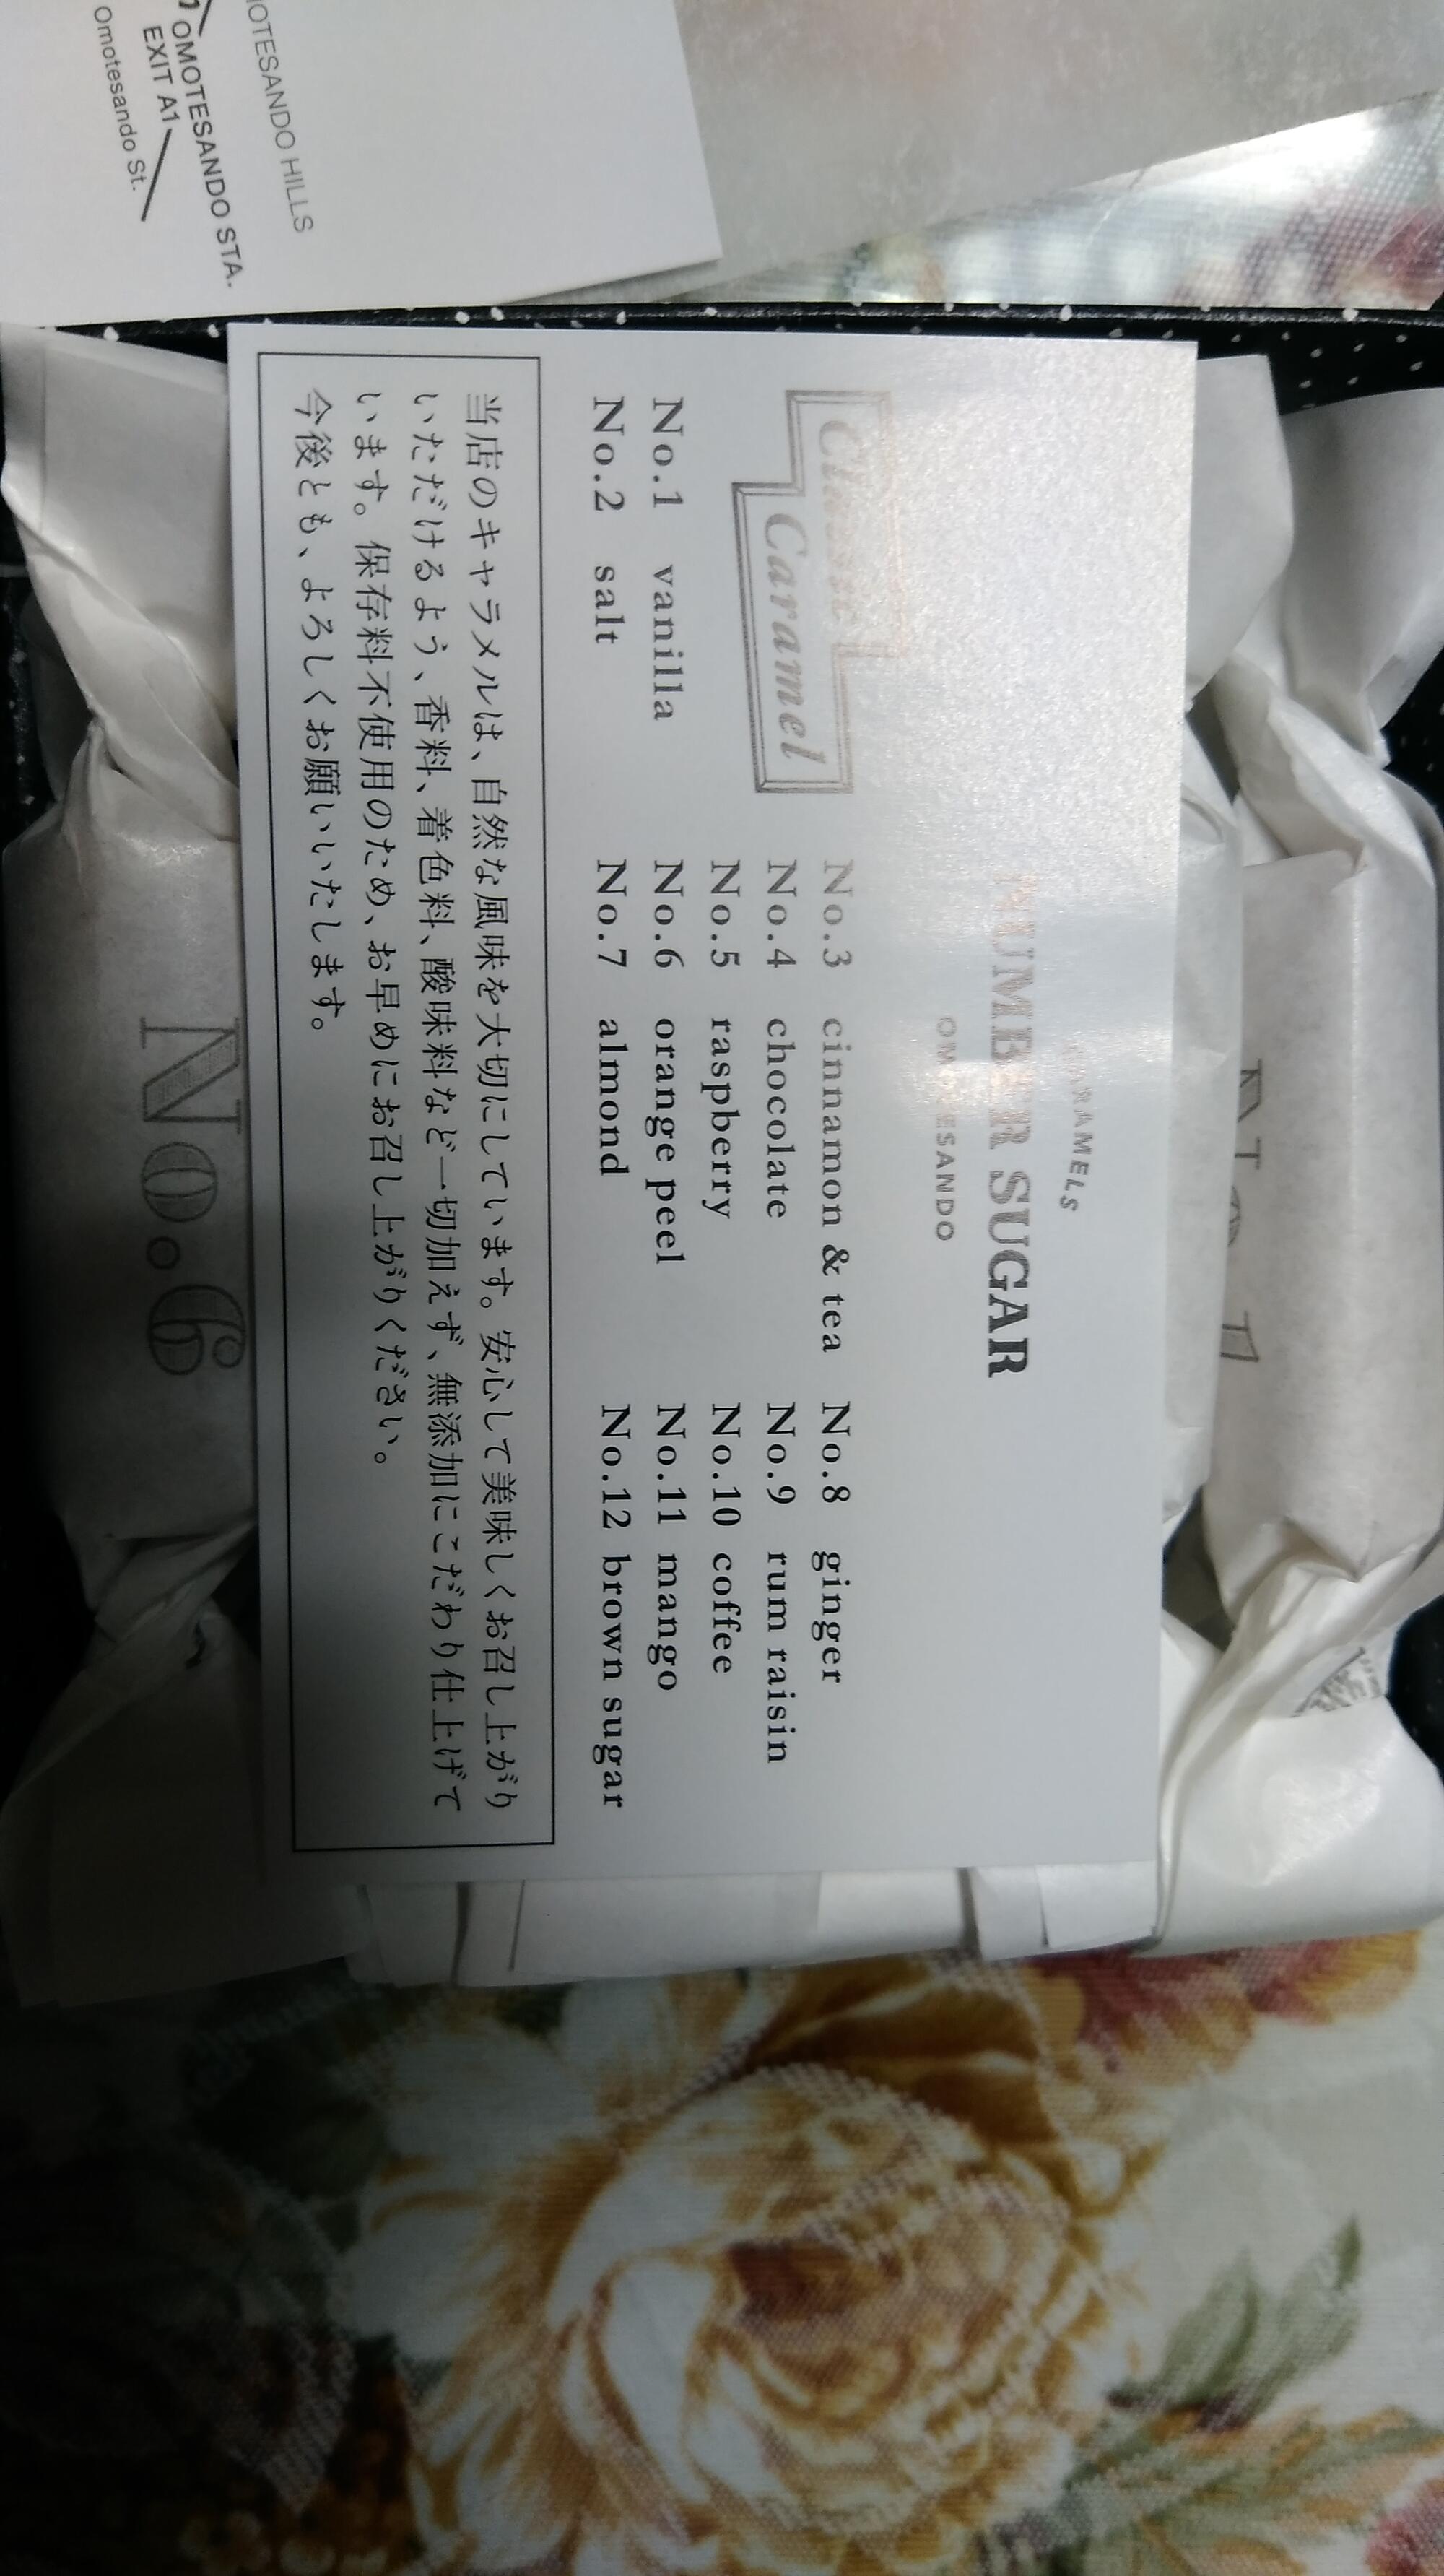 OTESANDO HILLS
OMOTESANDO STA.
EXIT A1
Omotesando St.
CARAMELS
NUMBER SUGAR
OMOTESANDO
Classic
Caramel
No.1 vanilla
No.2 salt
No.3 cinnamon & tea
No.4 chocolate
No.5 raspberry
No.6 orange peel
No.7 almond
No.8 ginger
No.9 rum raisin
No.10 coffee
No.11 mango
No.12 brown sugar
当店のキャラメルは、自然な風味を大切にしています。安心して美味しくお召し上がり
いただけるよう、香料、着色料、酸味料など一切加えず、無添加にこだわり仕上げて
います。保存料不使用のため、お早めにお召し上がりください。
今後とも、よろしくお願いいたします。
No.6